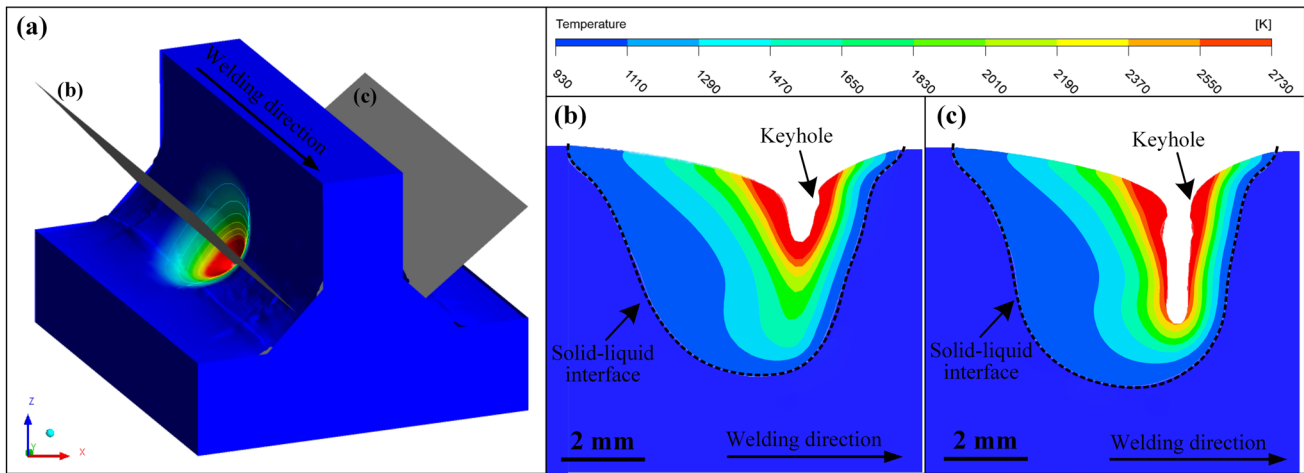 (a)
(b)
Welding direction
(c)
Z
Y
X
Temperature
[K]
930
1110
1290
1470
1650
1830
2010
2190
2370
2550
2730
(b)
Keyhole
Solid-liquid
interface
2 mm
Welding direction
(c)
Keyhole
Solid-liquid
interface
2 mm
Welding direction